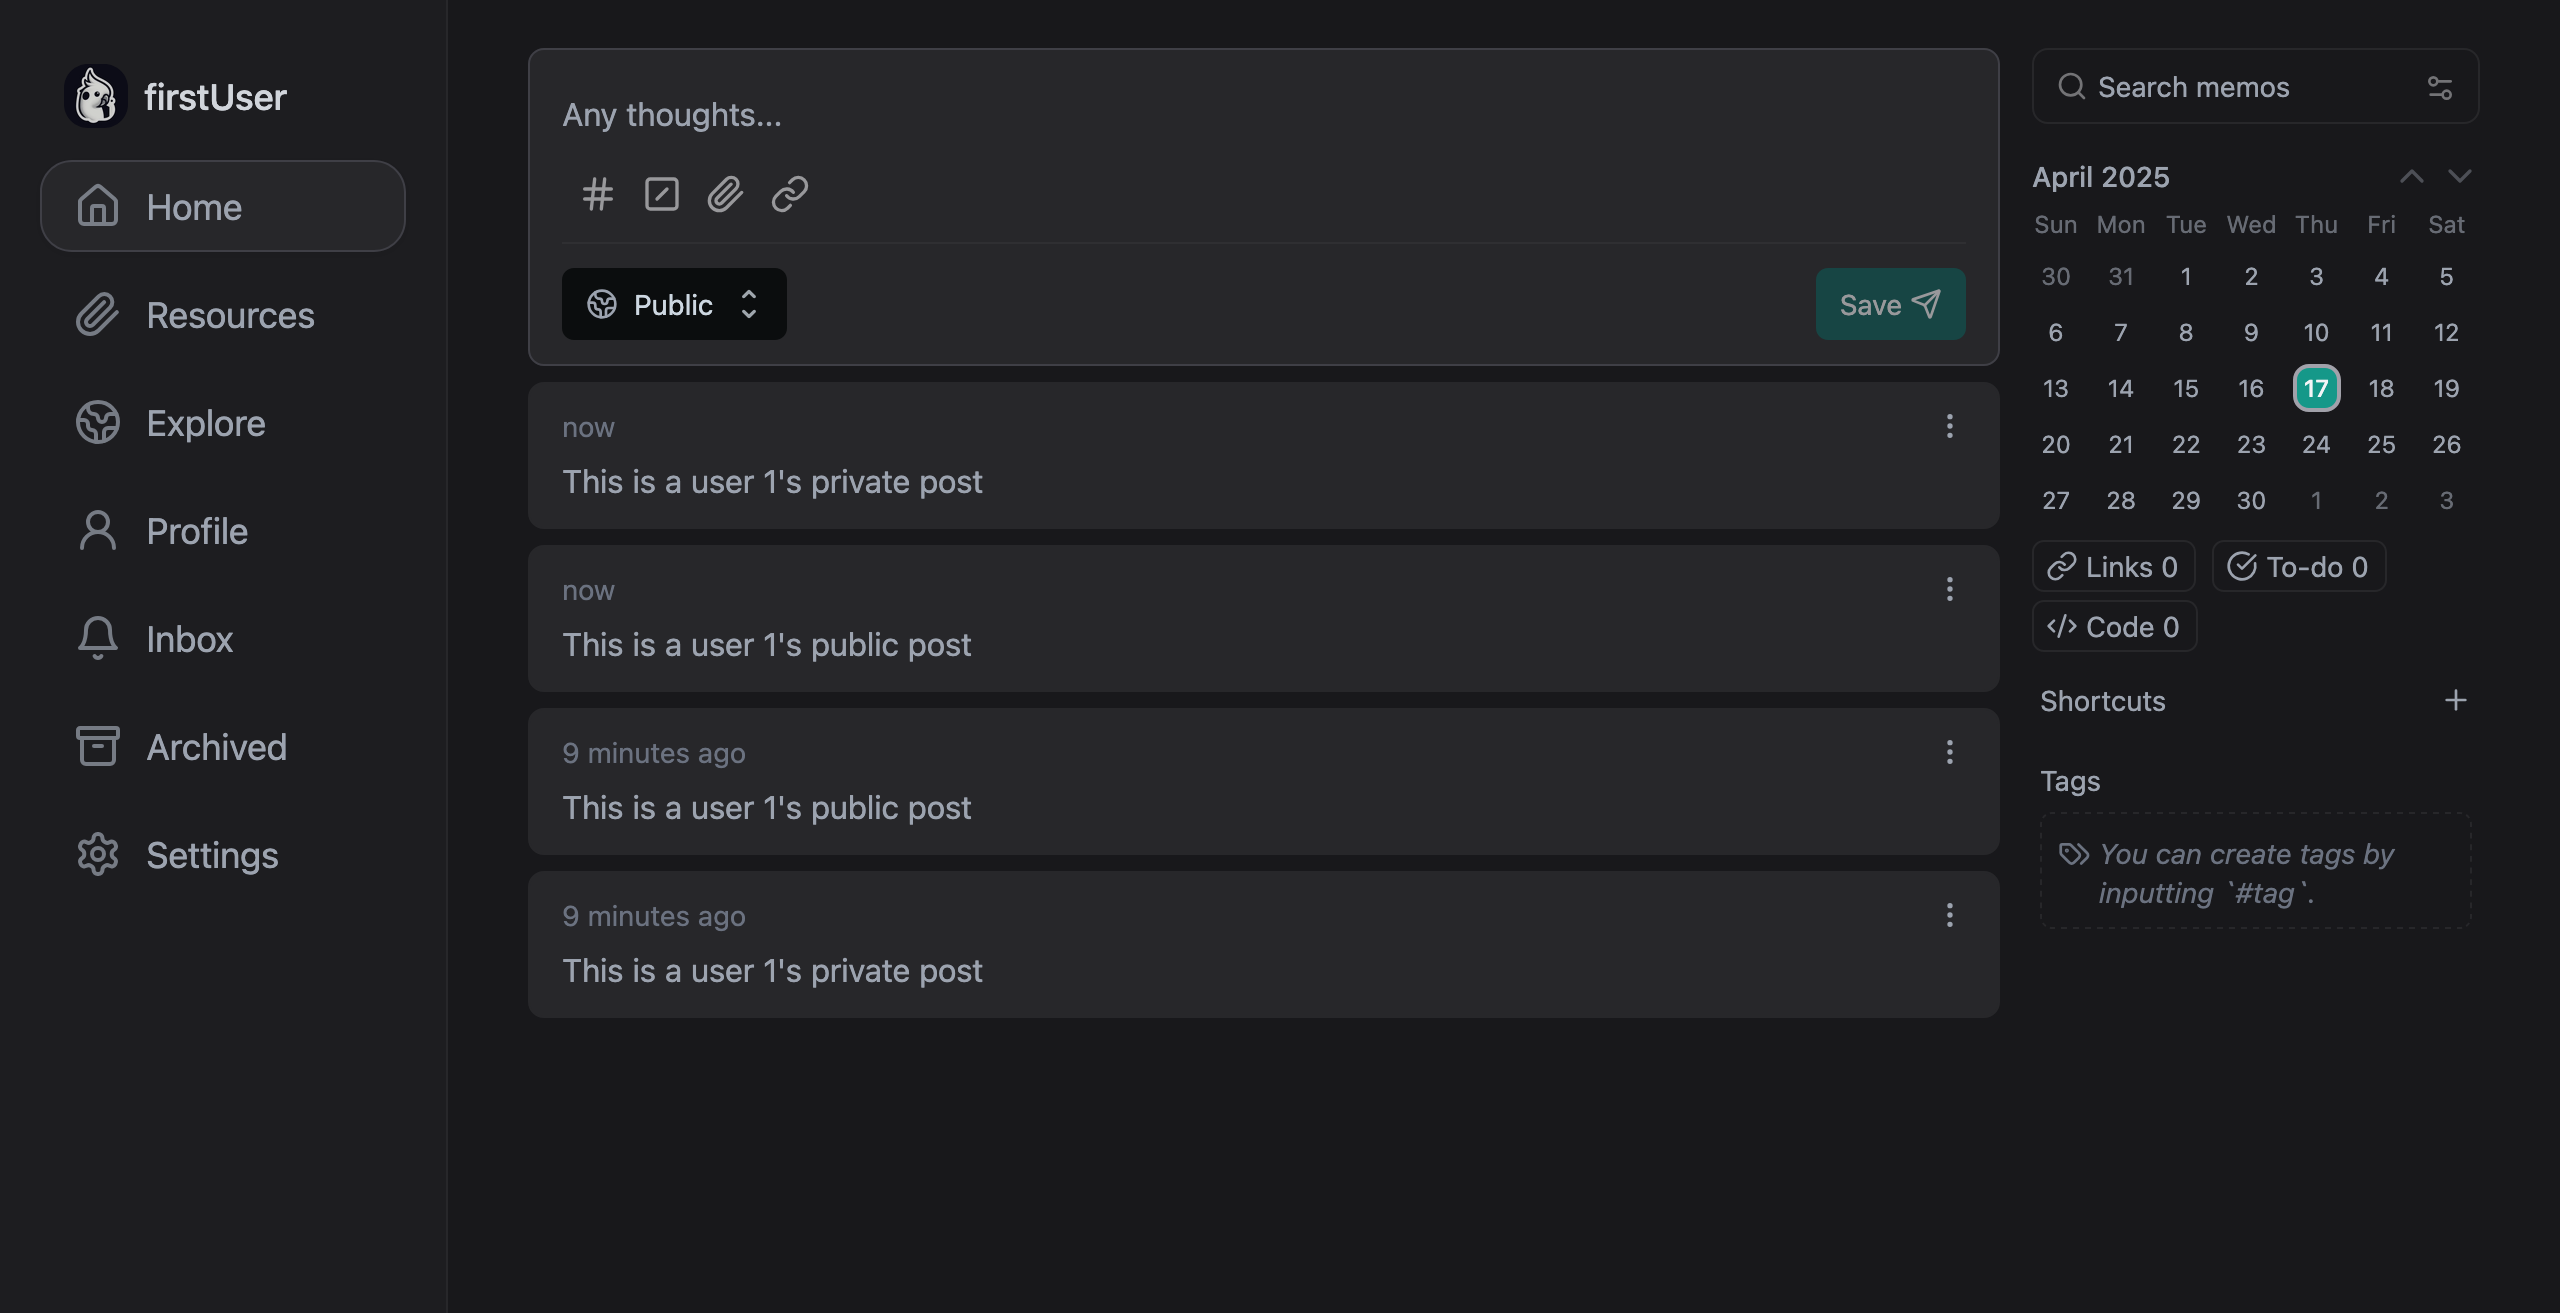 firstUser
Home
Resources
Explore
Profile
Inbox
Archived
Settings
Any thoughts...
Public
Save
now
This is a user 1's private post
now
This is a user 1's public post
9 minutes ago
This is a user 1's public post
9 minutes ago
This is a user 1's private post
Search memos
April 2025
Sun Mon Tue Wed Thu Fri Sat
30 31 1 2 3 4 5
6 7 8 9 10 11 12
13 14 15 16 17 18 19
20 21 22 23 24 25 26
27 28 29 30 1 2 3
Links 0 To-do 0
Code 0
Shortcuts
Tags
You can create tags by
inputting `#tag`.